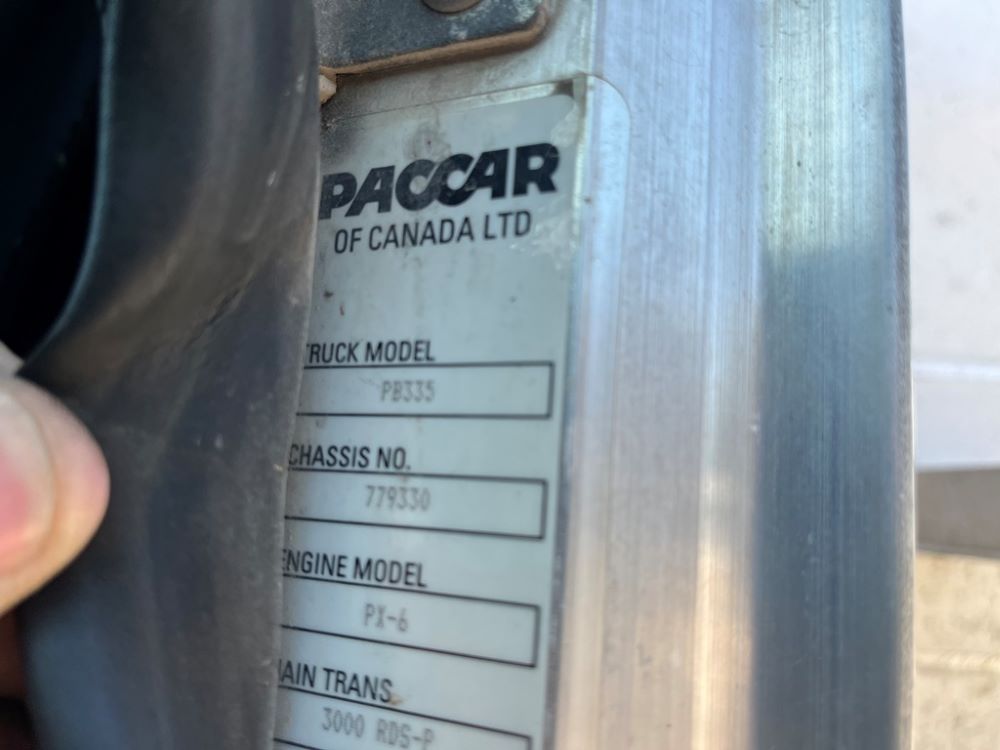 PACCAR
OF CANADA LTD
TRUCK MODEL
PB335
CHASSIS NO.
779330
ENGINE MODEL
PX-6
AIN TRANS
3000 RDS-P